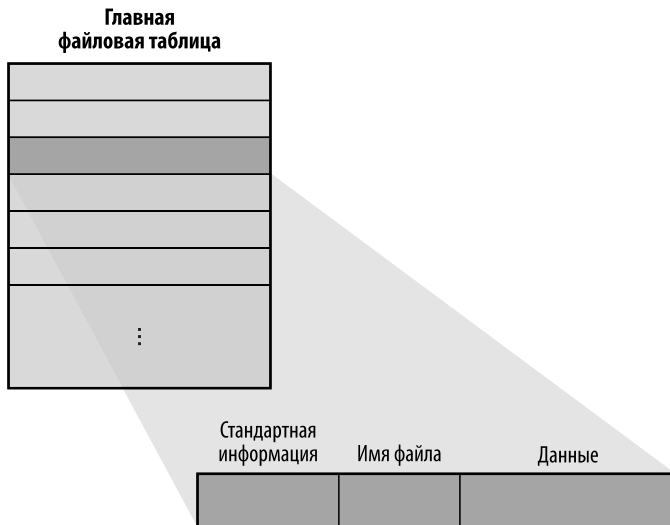 Главная
файловая таблица
⋮
Стандартная
информация
Имя файла
Данные